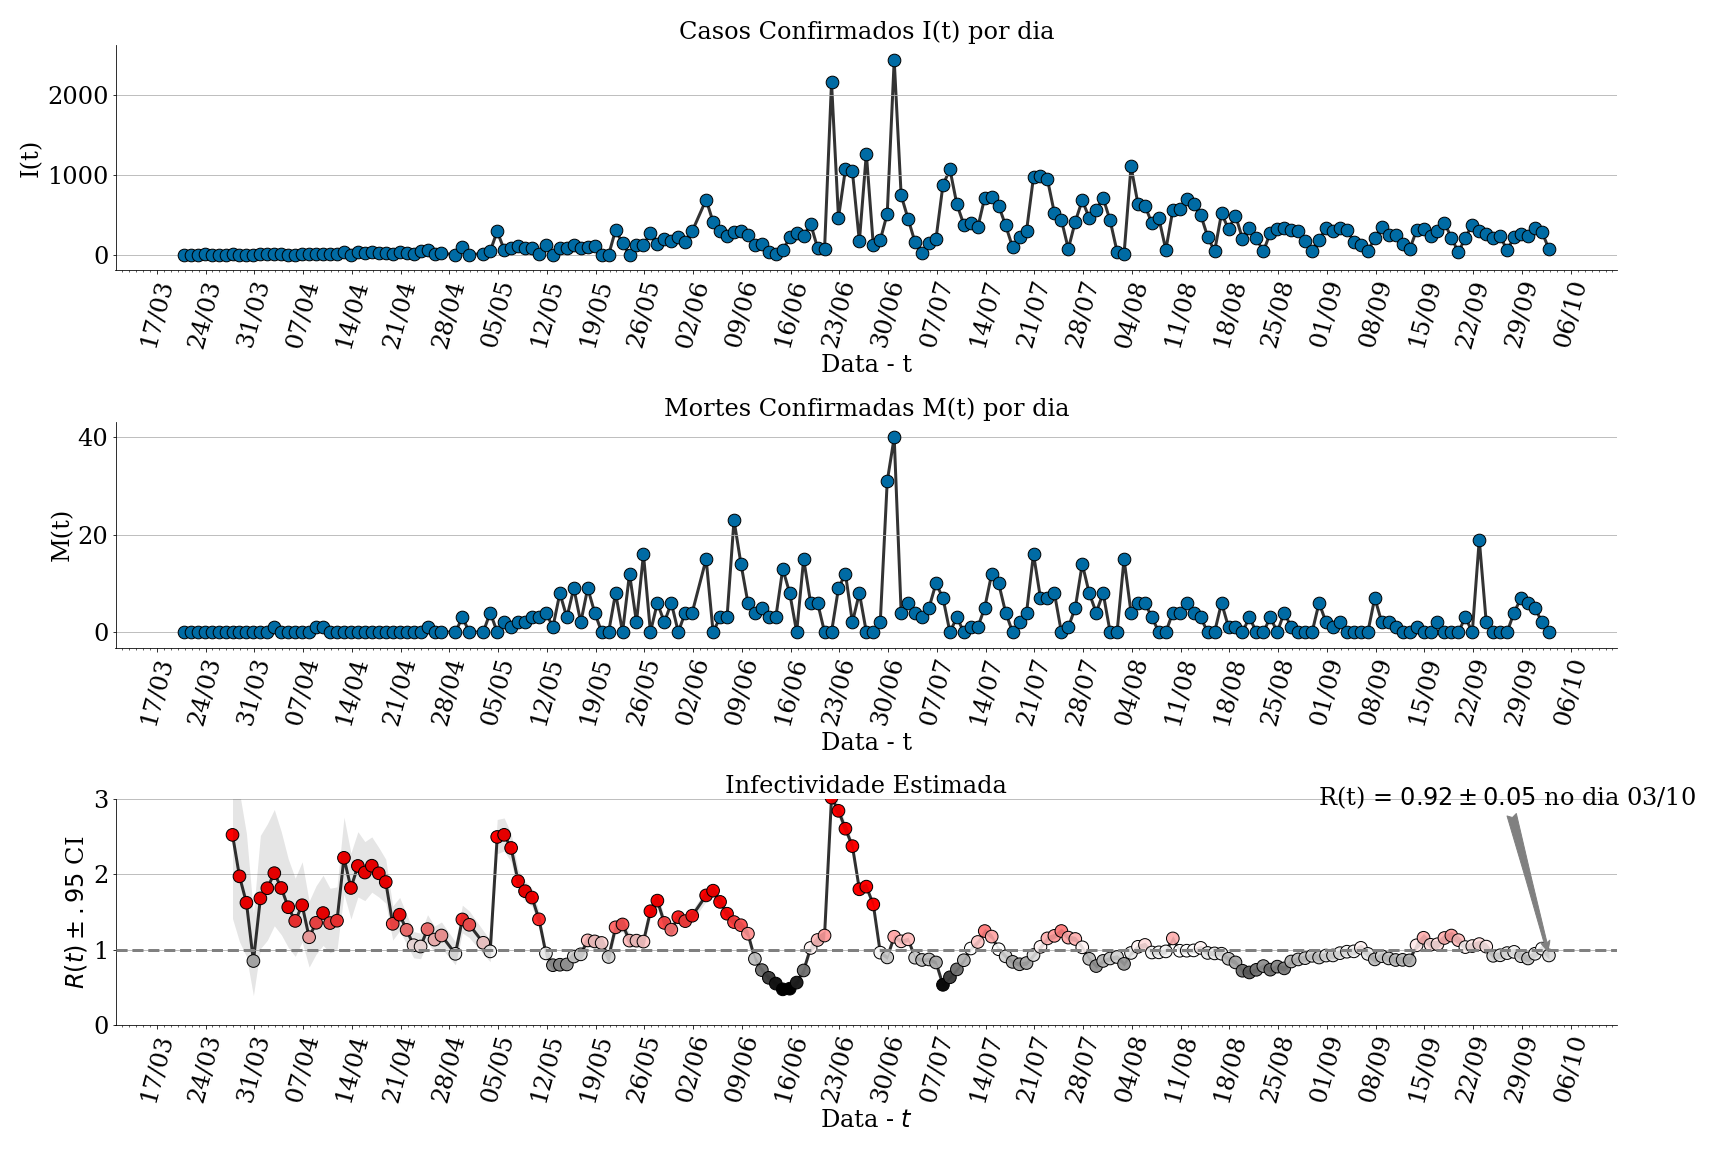 Casos Confirmados I(t) por dia
I(t)
2000
1000
0
17/03 24/03 31/03 07/04 14/04 21/04 28/04 05/05 12/05 19/05 26/05 02/06 09/06 16/06 23/06 30/06 07/07 14/07 21/07 28/07 04/08 11/08 18/08 25/08 01/09 08/09 15/09 22/09 29/09 06/10
Data - t
Mortes Confirmadas M(t) por dia
M(t)
40
20
0
17/03 24/03 31/03 07/04 14/04 21/04 28/04 05/05 12/05 19/05 26/05 02/06 09/06 16/06 23/06 30/06 07/07 14/07 21/07 28/07 04/08 11/08 18/08 25/08 01/09 08/09 15/09 22/09 29/09 06/10
Data - t
Infectividade Estimada
R(t) = 0.92 ± 0.05 no dia 03/10
R(t) ± .95 CI
3
2
1
0
17/03 24/03 31/03 07/04 14/04 21/04 28/04 05/05 12/05 19/05 26/05 02/06 09/06 16/06 23/06 30/06 07/07 14/07 21/07 28/07 04/08 11/08 18/08 25/08 01/09 08/09 15/09 22/09 29/09 06/10
Data - t